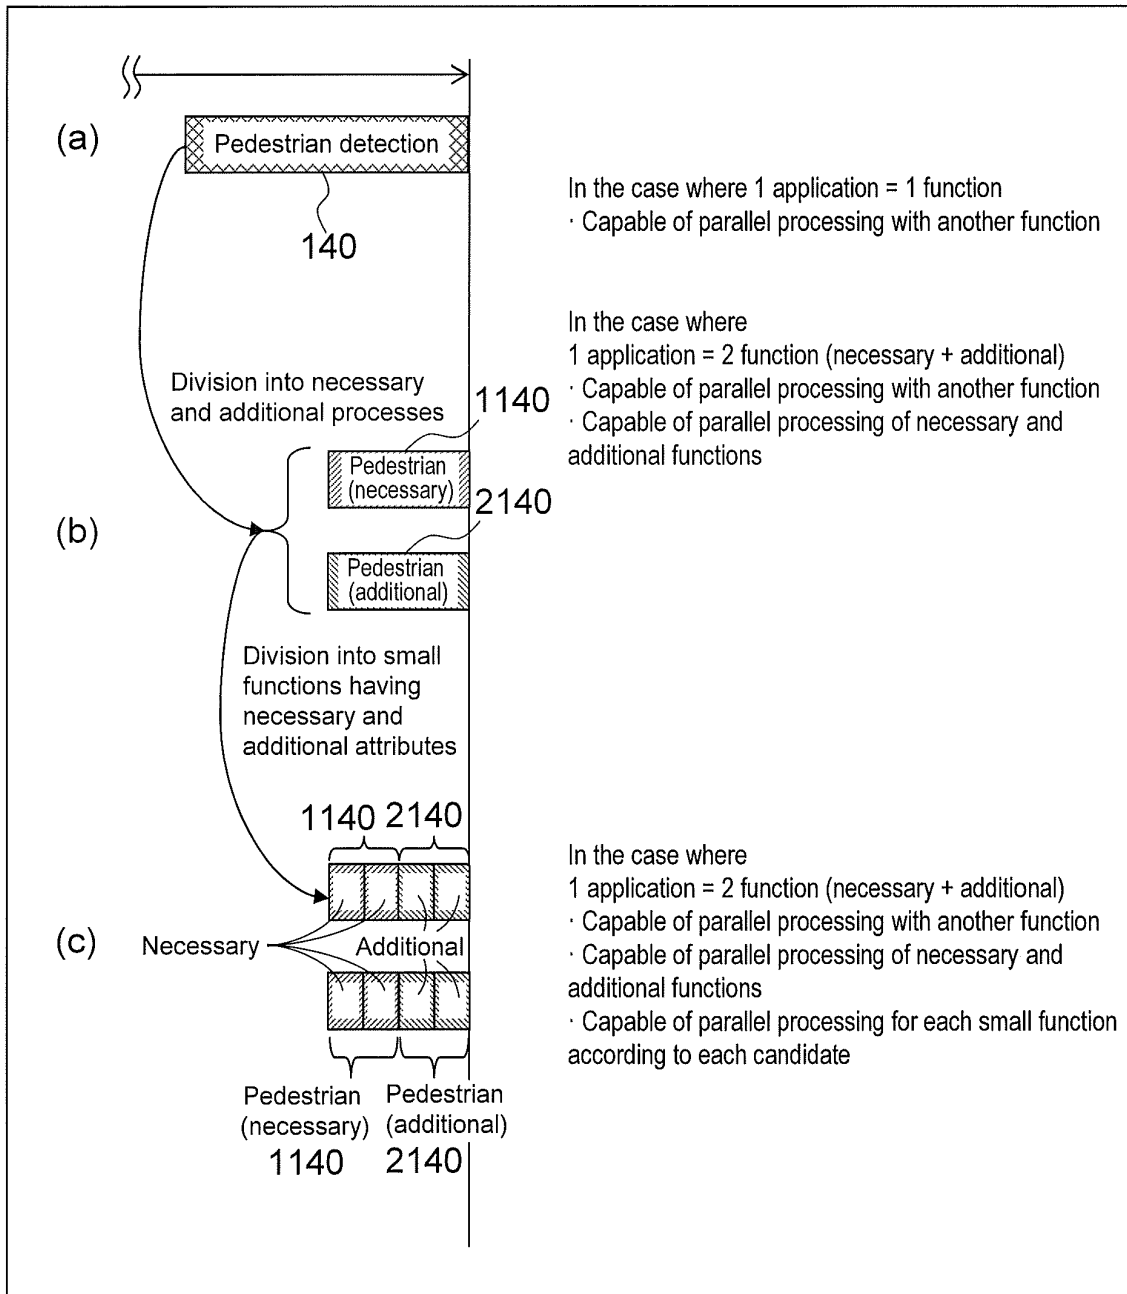 (a)
Pedestrian detection
140
In the case where 1 application = 1 function
· Capable of parallel processing with another function
In the case where
1 application = 2 function (necessary + additional)
· Capable of parallel processing with another function
· Capable of parallel processing of necessary and
additional functions
Division into necessary
and additional processes
1140
Pedestrian
(necessary)
(b)
2140
Pedestrian
(additional)
Division into small
functions having
necessary and
additional attributes
1140 2140
(c)
Necessary
Additional
In the case where
1 application = 2 function (necessary + additional)
· Capable of parallel processing with another function
· Capable of parallel processing of necessary and
additional functions
· Capable of parallel processing for each small function
according to each candidate
Pedestrian
(necessary)
1140
Pedestrian
(additional)
2140